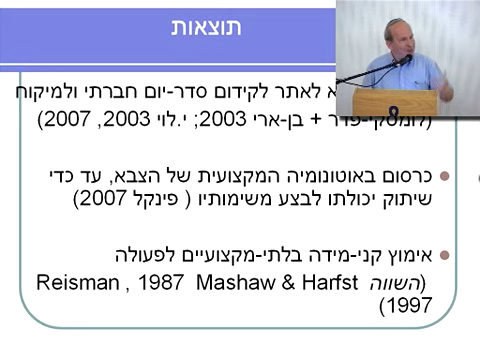 תוצאות
א לאתר לקידום סדר-יום חברתי ולמיקוח
(לומסקי-פדר + בן-ארי 2003; י.לוי 2003, 2007)
כרסום באוטונומיה המקצועית של הצבא, עד כדי
שיתוק יכולתו לבצע משימותיו ( פינקל 2007)
אימוץ קני-מידה בלתי-מקצועיים לפעולה
(השווה Reisman , 1987 Mashaw & Harfst
1997)